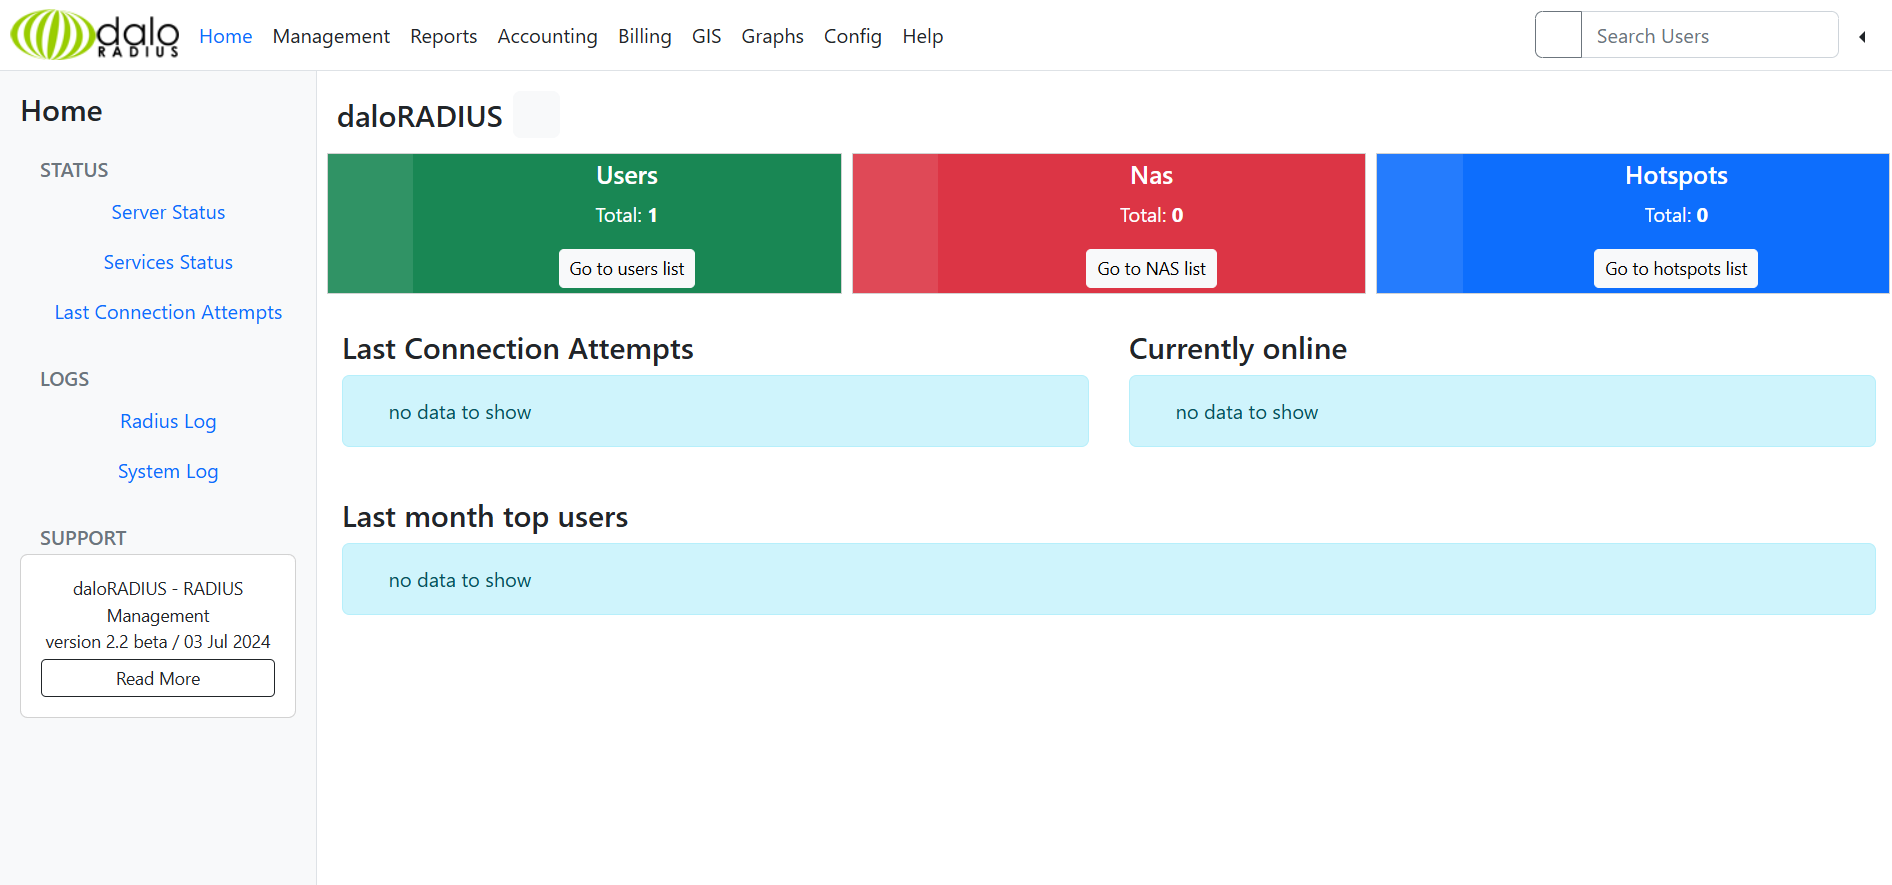 dalo
RADIUS
Home Management Reports Accounting Billing GIS Graphs Config Help
Search Users
Home
STATUS
Server Status
Services Status
Last Connection Attempts
LOGS
Radius Log
System Log
SUPPORT
daloRADIUS - RADIUS
Management
version 2.2 beta / 03 Jul 2024
Read More
daloRADIUS
Users
Total: 1
Go to users list
Nas
Total: 0
Go to NAS list
Hotspots
Total: 0
Go to hotspots list
Last Connection Attempts
no data to show
Currently online
no data to show
Last month top users
no data to show